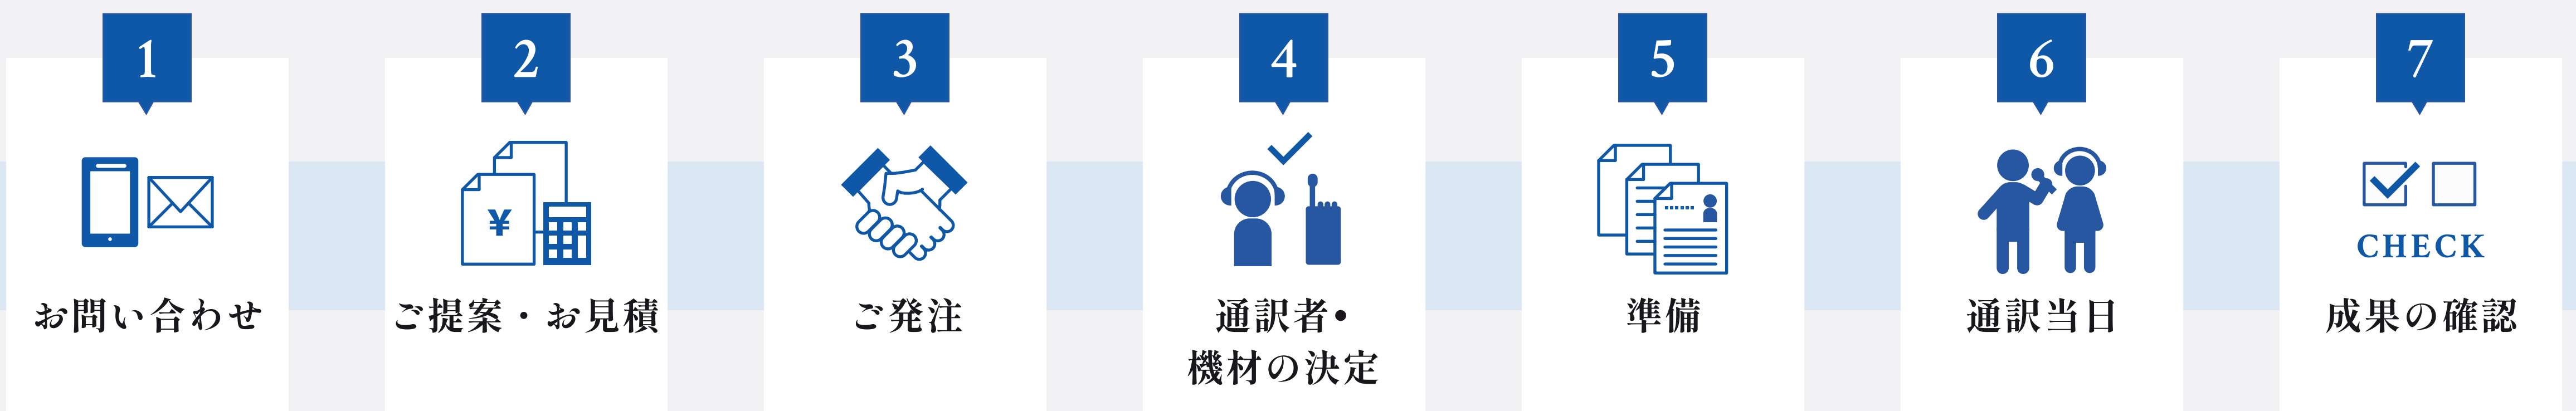 1
お問い合わせ
2
¥
ご提案・お見積
3
ご発注
4
通訳者・
機材の決定
5
準備
6
通訳当日
7
CHECK
成果の確認